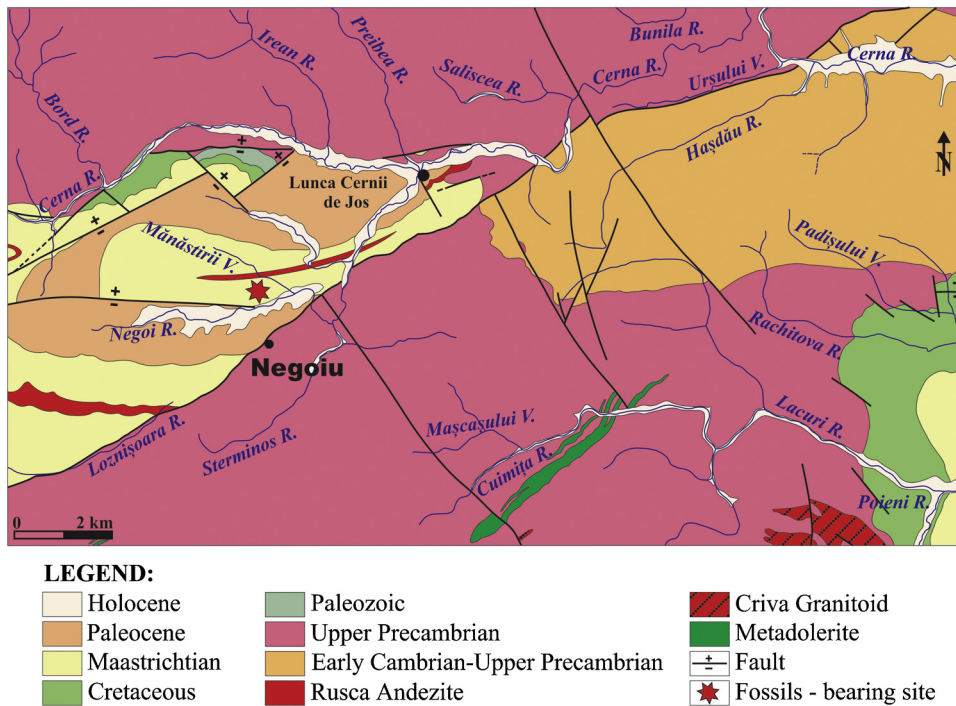 Bunila R.
Irean R.
Preibea R.
Cerna R.
Saliscea R.
Cerna R.
Ursului V.
Bord R.
Hașdău R.
N
Cerna R.
Lunca Cernii
de Jos
Mănăstirii V.
Padișului V.
Negoi R.
Rachitova R.
Negoiu
Lacuri R.
Mașcașului V.
Loznișoara R.
Sterminos R.
Cuimița R.
Poieni R.
0 2 km
LEGEND:
Holocene
Paleocene
Maastrichtian
Cretaceous
Paleozoic
Upper Precambrian
Early Cambrian-Upper Precambrian
Rusca Andezite
Criva Granitoid
Metadolerite
Fault
Fossils - bearing site